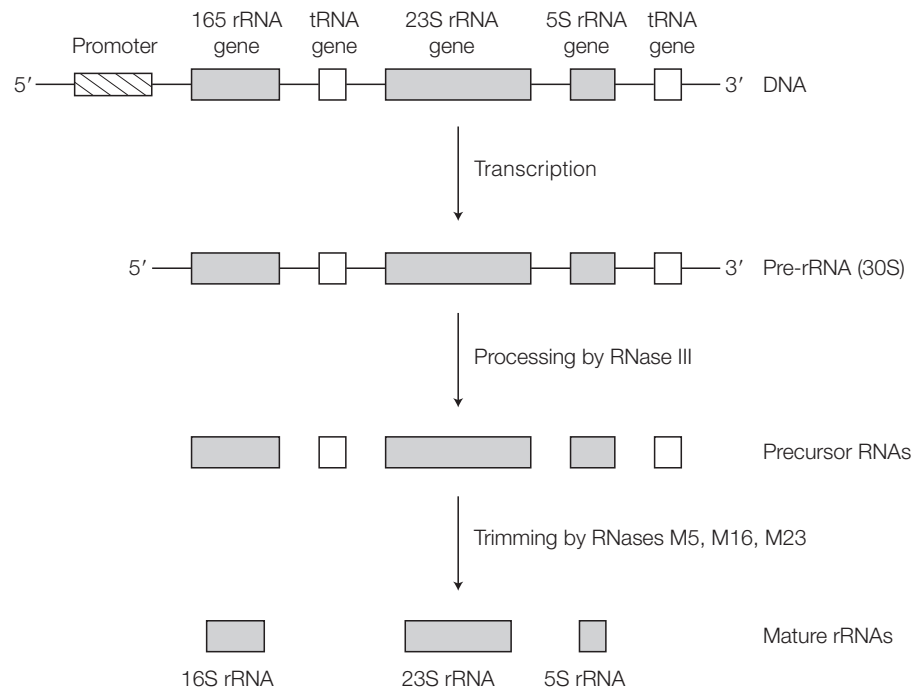 165 rRNA
gene
tRNA
gene
23S rRNA
gene
5S rRNA
gene
tRNA
gene
Promoter
5′
3′
DNA
Transcription
5′
3′
Pre-rRNA (30S)
Processing by RNase III
Precursor RNAs
Trimming by RNases M5, M16, M23
Mature rRNAs
16S rRNA
23S rRNA
5S rRNA